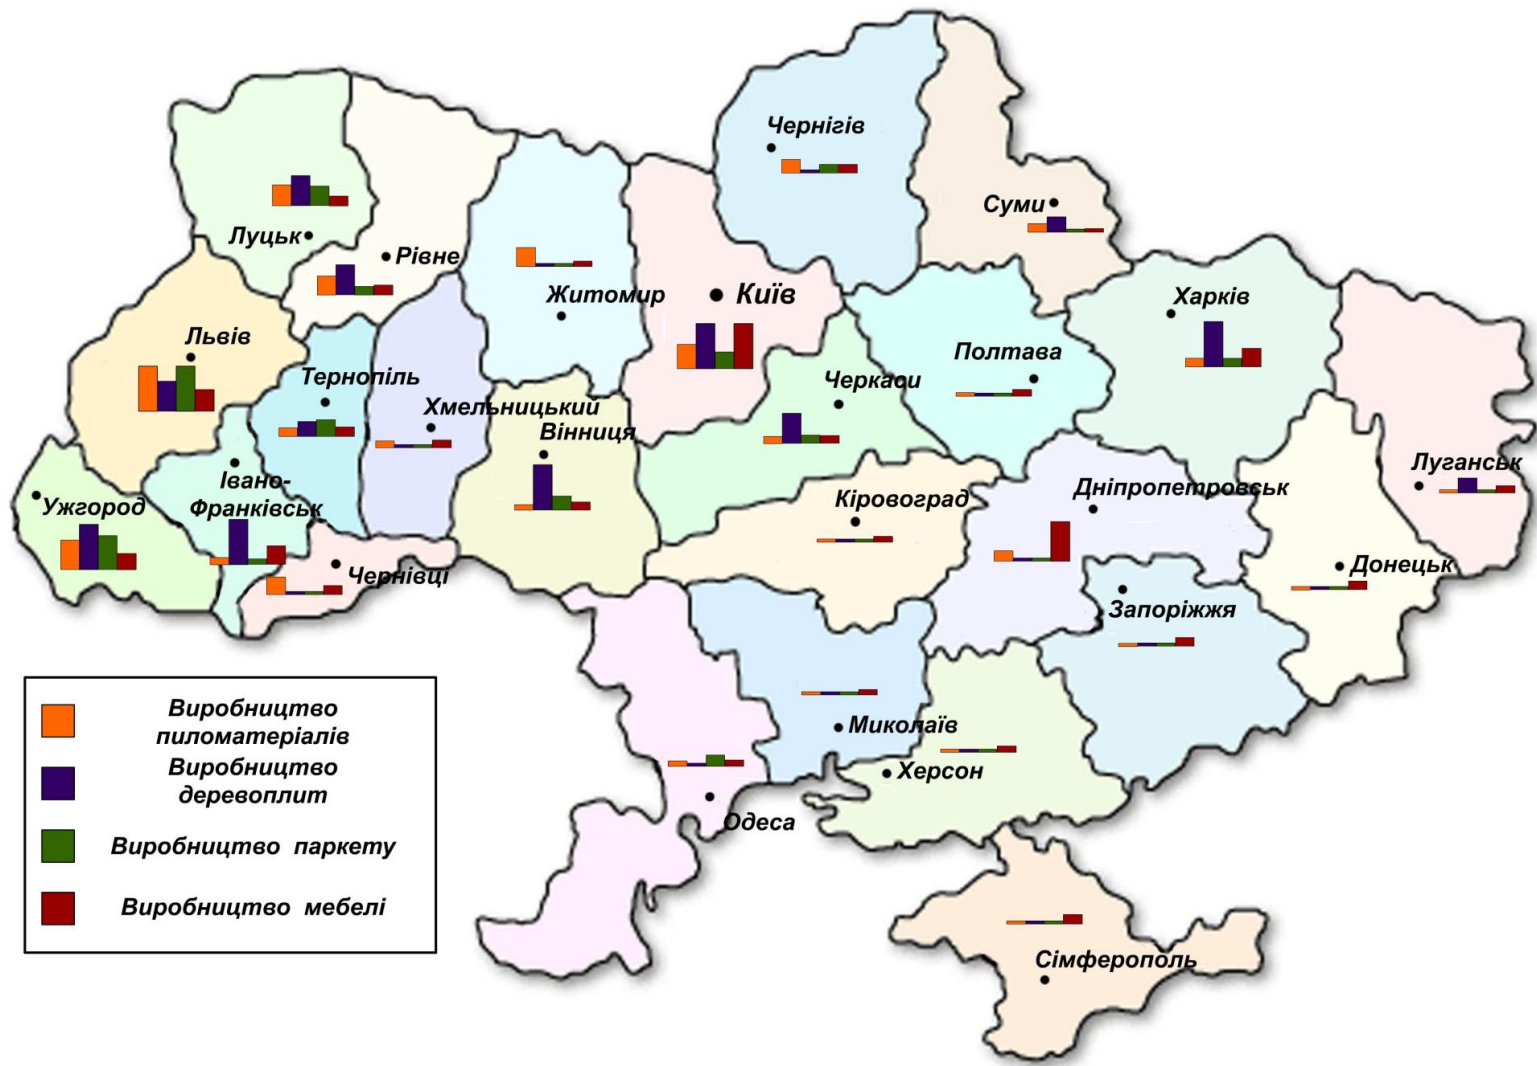 Чернігів
Суми
Луцьк
Рівне
Житомир
Київ
Харків
Львів
Полтава
Тернопіль
Черкаси
Хмельницький
Вінниця
Луганськ
Івано-
Франківськ
Ужгород
Кіровоград
Дніпропетровськ
Чернівці
Донецьк
Запоріжжя
Миколаїв
Херсон
Одеса
Сімферополь
Виробництво
пиломатеріалів
Виробництво
деревоплит
Виробництво паркету
Виробництво мебелі